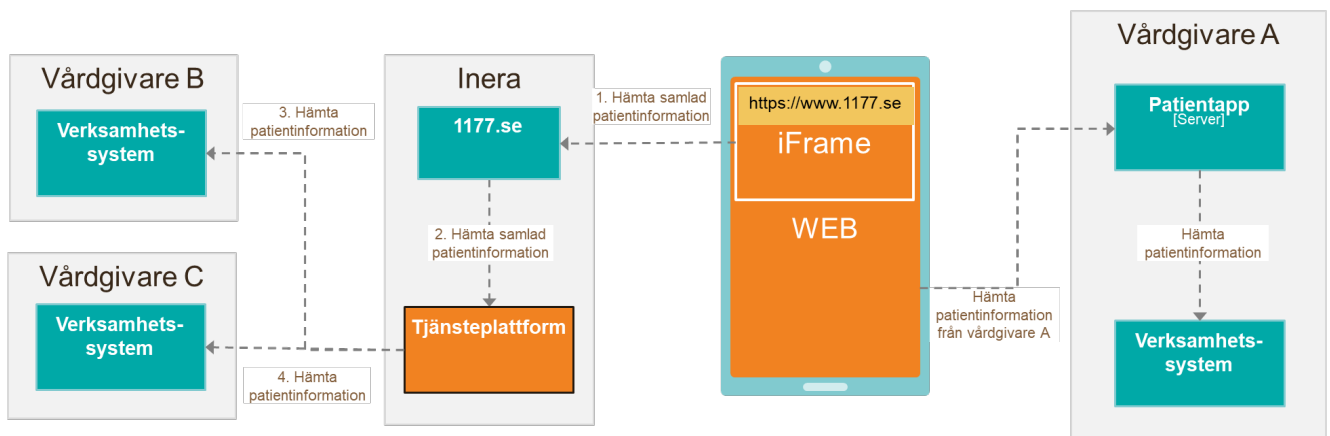 Vårdgivare B
Verksamhets-
system
3. Hämta
patientinformation
Vårdgivare C
Verksamhets-
system
4. Hämta
patientinformation
Inera
1177.se
2. Hämta samlad
patientinformation
Tjänsteplattform
1. Hämta samlad
patientinformation
https://www.1177.se
iFrame
WEB
Hämta
patientinformation
från vårdgivare A
Vårdgivare A
Patientapp
[Server]
Hämta
patientinformation
Verksamhets-
system